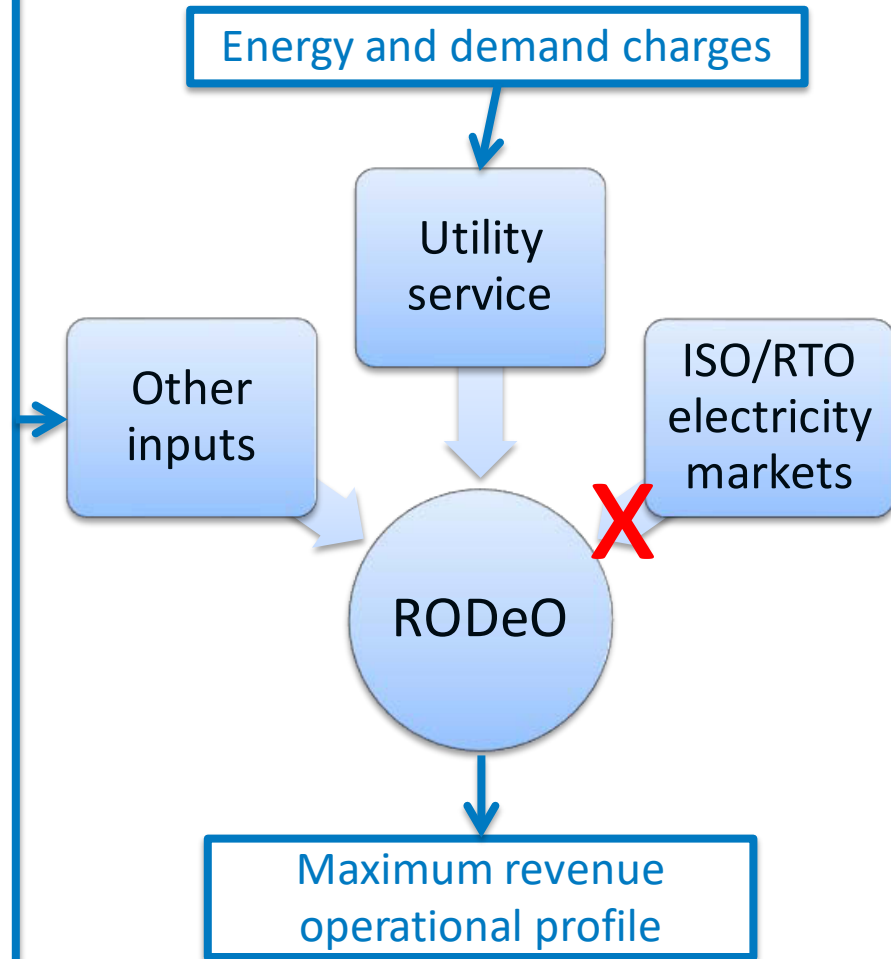 Energy and demand charges
Utility
service
Other
inputs
ISO/RTO
electricity
markets
X
RODeO
Maximum revenue
operational profile